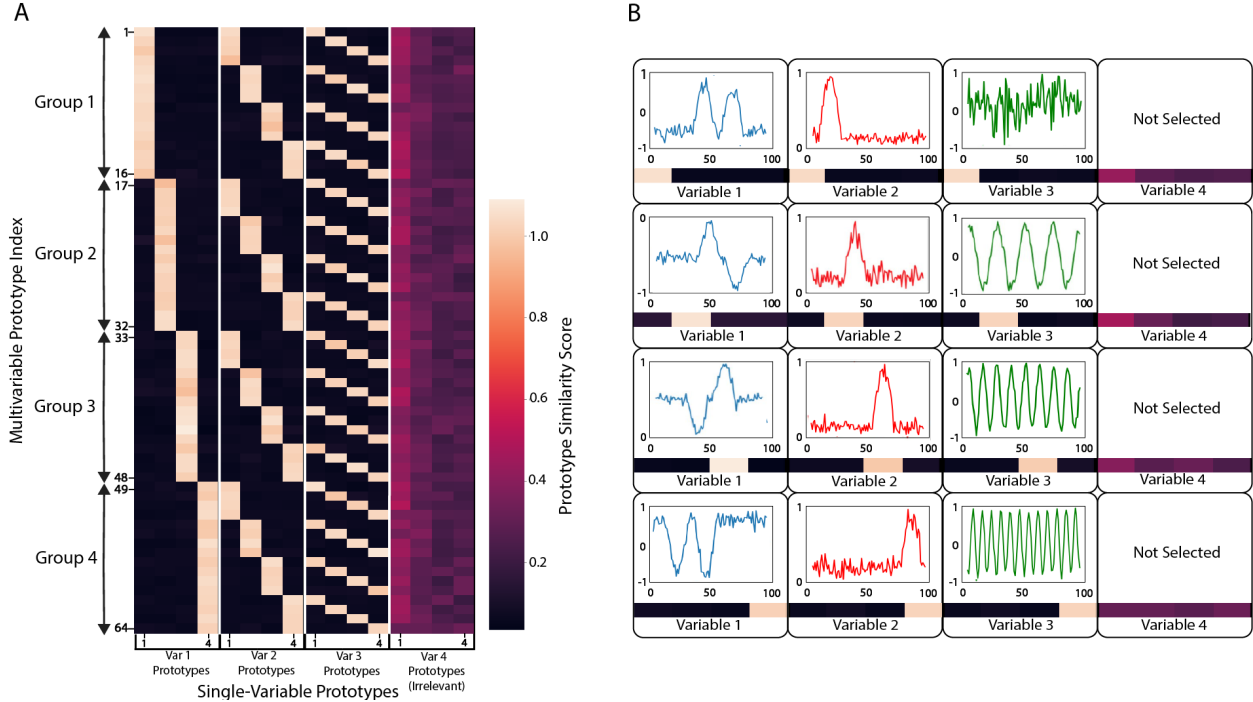 A
1
Group 1
16
17
Group 2
32
33
Group 3
48
49
Group 4
64
Multivariable Prototype Index
1 4 1 4 1 4 1 4
Var 1 Prototypes
Var 2 Prototypes
Var 3 Prototypes
Var 4 Prototypes (Irrelevant)
Single-Variable Prototypes
1.0
0.8
0.6
0.4
0.2
Prototype Similarity Score
B
1 0 -1 0 50 100
Variable 1
1 0 0 50 100
Variable 2
1 0 -1 0 50 100
Variable 3
Not Selected
Variable 4
0 -1 0 50 100
Variable 1
1 0 0 50 100
Variable 2
1 0 -1 0 50 100
Variable 3
Not Selected
Variable 4
1 0 0 50 100
Variable 1
1 0 0 50 100
Variable 2
1 0 -1 0 50 100
Variable 3
Not Selected
Variable 4
1 0 -1 0 50 100
Variable 1
1 0 0 50 100
Variable 2
1 0 -1 0 50 100
Variable 3
Not Selected
Variable 4